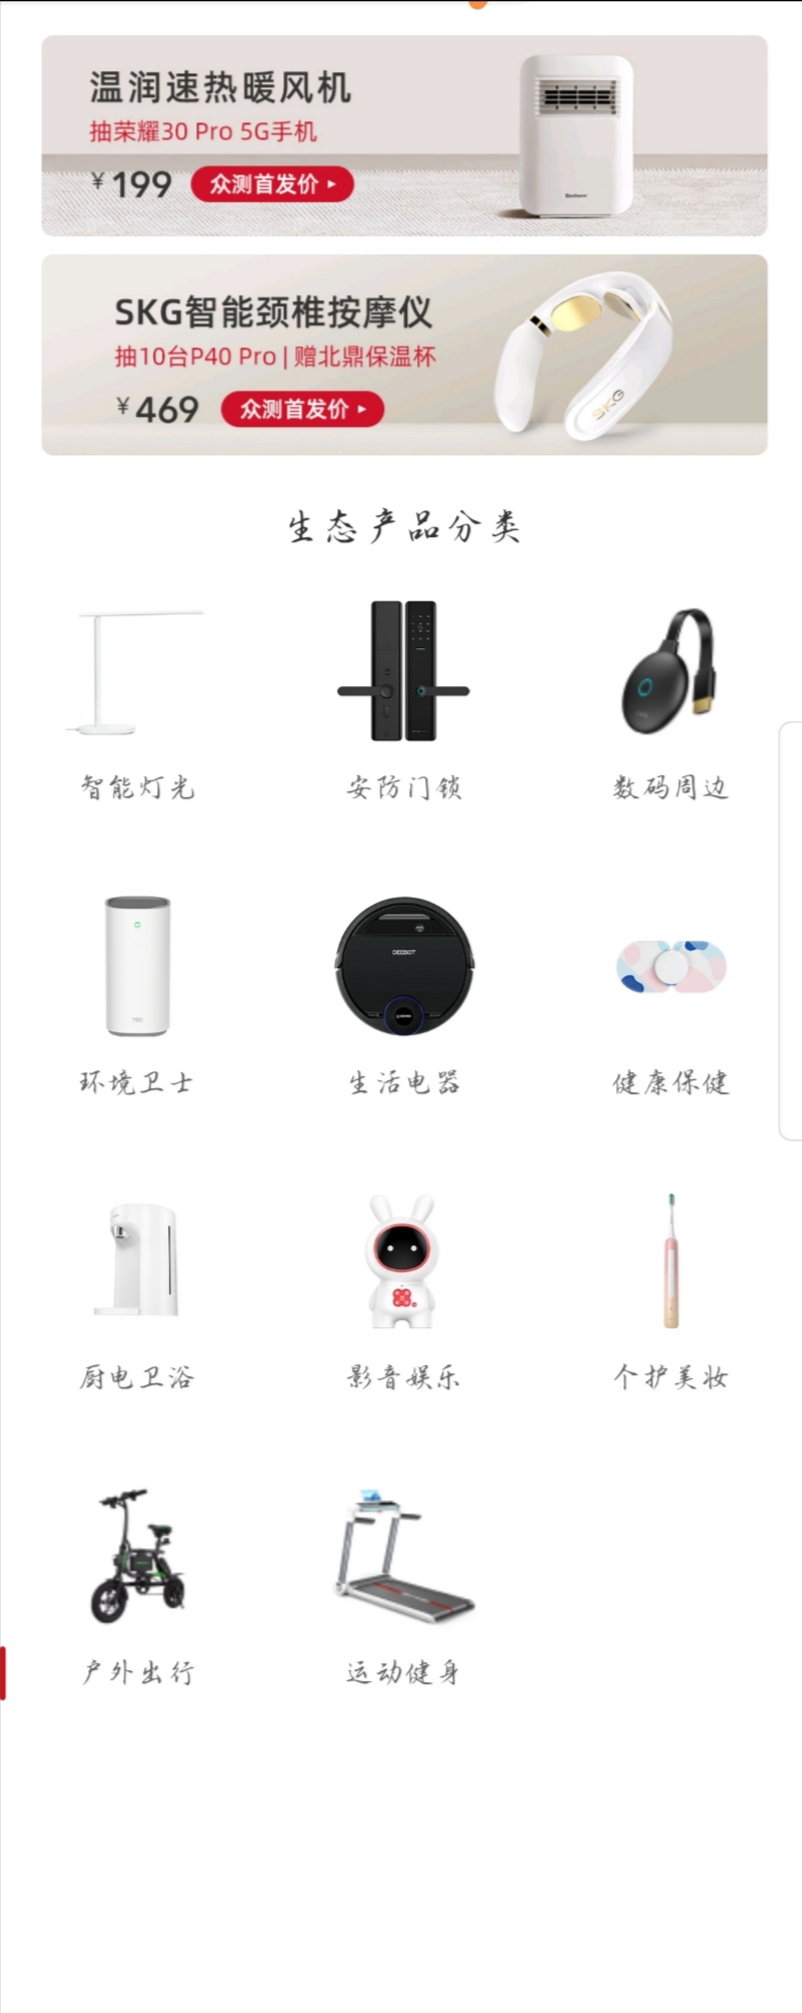 温润速热暖风机
抽荣耀30 Pro 5G手机
¥199 众测首发价
SKG智能颈椎按摩仪
抽10台P40 Pro | 赠北鼎保温杯
¥469 众测首发价
SKG
生态产品分类
智能灯光 安防门锁 数码周边
DEEBOT
环境卫士 生活电器 健康保健
厨电卫浴 影音娱乐 个护美妆
户外出行 运动健身